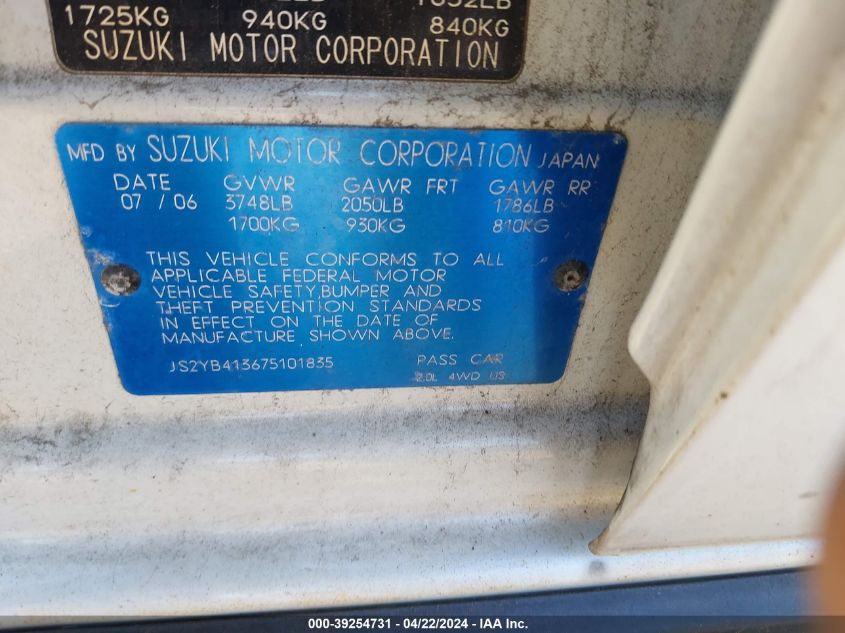 1725KG 940KG 840KG
SUZUKI MOTOR CORPORATION
MFD BY SUZUKI MOTOR CORPORATION JAPAN
DATE GVWR GAWR FRT GAWR RR
07 / 06 3748LB 2050LB 1786LB
1700KG 930KG 810KG
THIS VEHICLE CONFORMS TO ALL
APPLICABLE FEDERAL MOTOR
VEHICLE SAFETY,BUMPER AND
THEFT PREVENTION STANDARDS
IN EFFECT ON THE DATE OF
MANUFACTURE SHOWN ABOVE.
JS2YB413675101835 PASS CAR
2.0L 4WD US
000-39254731 - 04/22/2024 - IAA Inc.